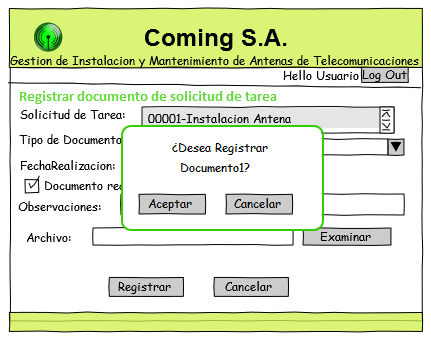 Coming S.A.
Gestion de Instalacion y Mantenimiento de Antenas de Telecomunicaciones
Hello Usuario Log Out
Registrar documento de solicitud de tarea
Solicitud de Tarea: 00001-Instalacion Antena
Tipo de Documento
¿Desea Registrar
Documento1?
FechaRealizacion:
Documento
Aceptar Cancelar
Observaciones:
Archivo: Examinar
Registrar Cancelar